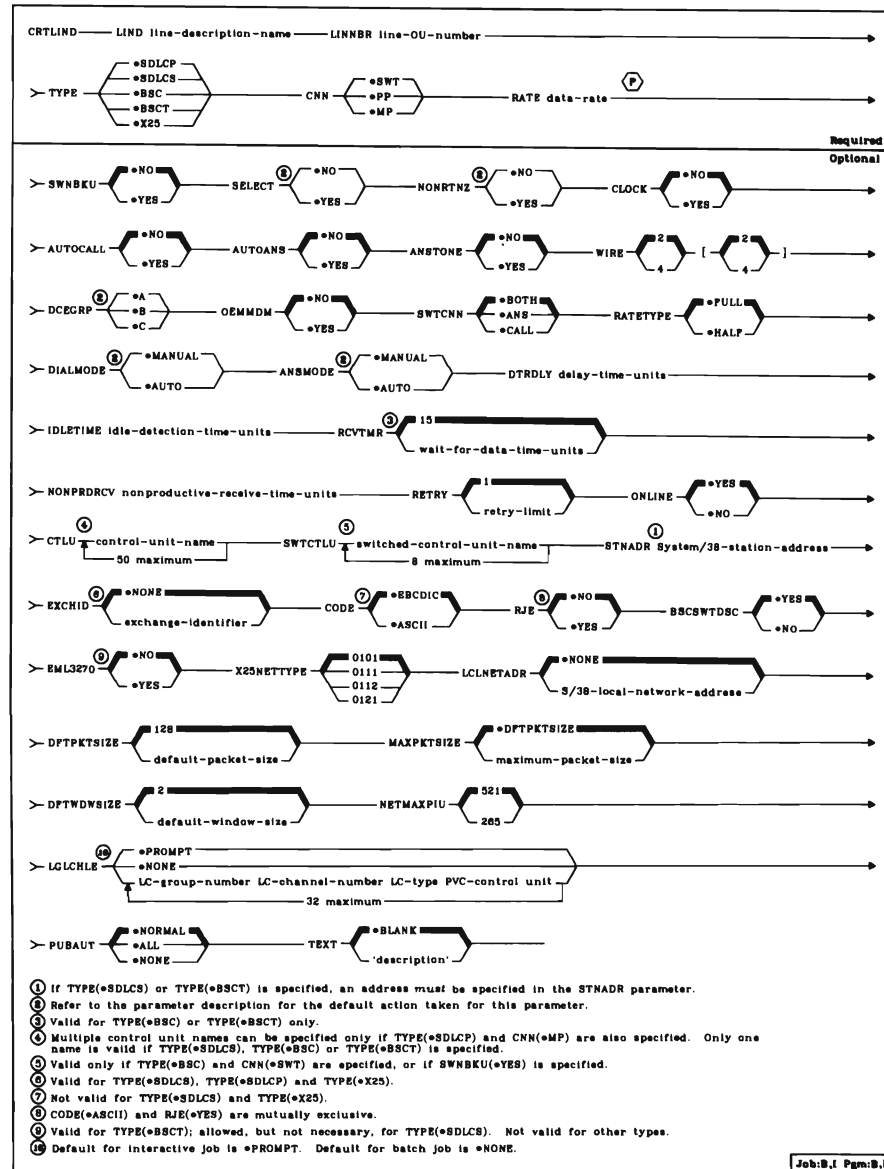 CRTLIND LIND line-description-name LINNBR line-OU-number
TYPE *SDLCP *SDLCS *BSC *BSCT *X25 CNN *SWT *PP *MP RATE data-rate P
Required
Optional
SWNBKU *NO *YES SELECT 2 *NO *YES NONRTNZ 2 *NO *YES CLOCK *NO *YES
AUTOCALL *NO *YES AUTOANS *NO *YES ANSTONE *NO *YES WIRE 2 4 [ 2 4 ]
DCEGRP 2 *A *B *C OEMMDM *NO *YES SWTCNN *BOTH *ANS *CALL RATETYPE *FULL *HALF
DIALMODE 2 *MANUAL *AUTO ANSMODE 2 *MANUAL *AUTO DTRDLY delay-time-units
IDLETIME idle-detection-time-units RCVTMR 3 15 wait-for-data-time-units
NONPRDRCV nonproductive-receive-time-units RETRY 1 retry-limit ONLINE *YES *NO
CTLU 4 control-unit-name 50 maximum SWTCTLU 5 switched-control-unit-name 8 maximum STNADR 1 System/38-station-address
EXCHID 6 *NONE exchange-identifier CODE 7 *EBCDIC *ASCII RJE 8 *NO *YES BSCSWTDSC *YES *NO
EML3270 9 *NO *YES X25NETTYPE 0101 0111 0112 0121 LCLNETADR *NONE S/38-local-network-address
DFTPKTSIZE 128 default-packet-size MAXPKTSIZE *DFTPKTSIZE maximum-packet-size
DFTWDWSIZE 2 default-window-size NETMAXPIU 521 265
LGLCHLE 10 *PROMPT *NONE LC-group-number LC-channel-number LC-type PVC-control unit
32 maximum
PUBAUT *NORMAL *ALL *NONE TEXT *BLANK 'description'
1 If TYPE(*SDLCS) or TYPE(*BSCT) is specified, an address must be specified in the STNADR parameter.
2 Refer to the parameter description for the default action taken for this parameter.
3 Valid for TYPE(*BSC) or TYPE(*BSCT) only.
4 Multiple control unit names can be specified only if TYPE(*SDLCP) and CNN(*MP) are also specified. Only one
name is valid if TYPE(*SDLCS), TYPE(*BSC) or TYPE(*BSCT) is specified.
5 Valid only if TYPE(*BSC) and CNN(*SWT) are specified, or if SWNBKU(*YES) is specified.
6 Valid for TYPE(*SDLCS), TYPE(*SDLCP) and TYPE(*X25).
7 Not valid for TYPE(*SDLCS) and TYPE(*X25).
8 CODE(*ASCII) and RJE(*YES) are mutually exclusive.
9 Valid for TYPE(*BSCT); allowed, but not necessary, for TYPE(*SDLCS). Not valid for other types.
10 Default for interactive job is *PROMPT. Default for batch job is *NONE.
Job:B,I Pgm:B,